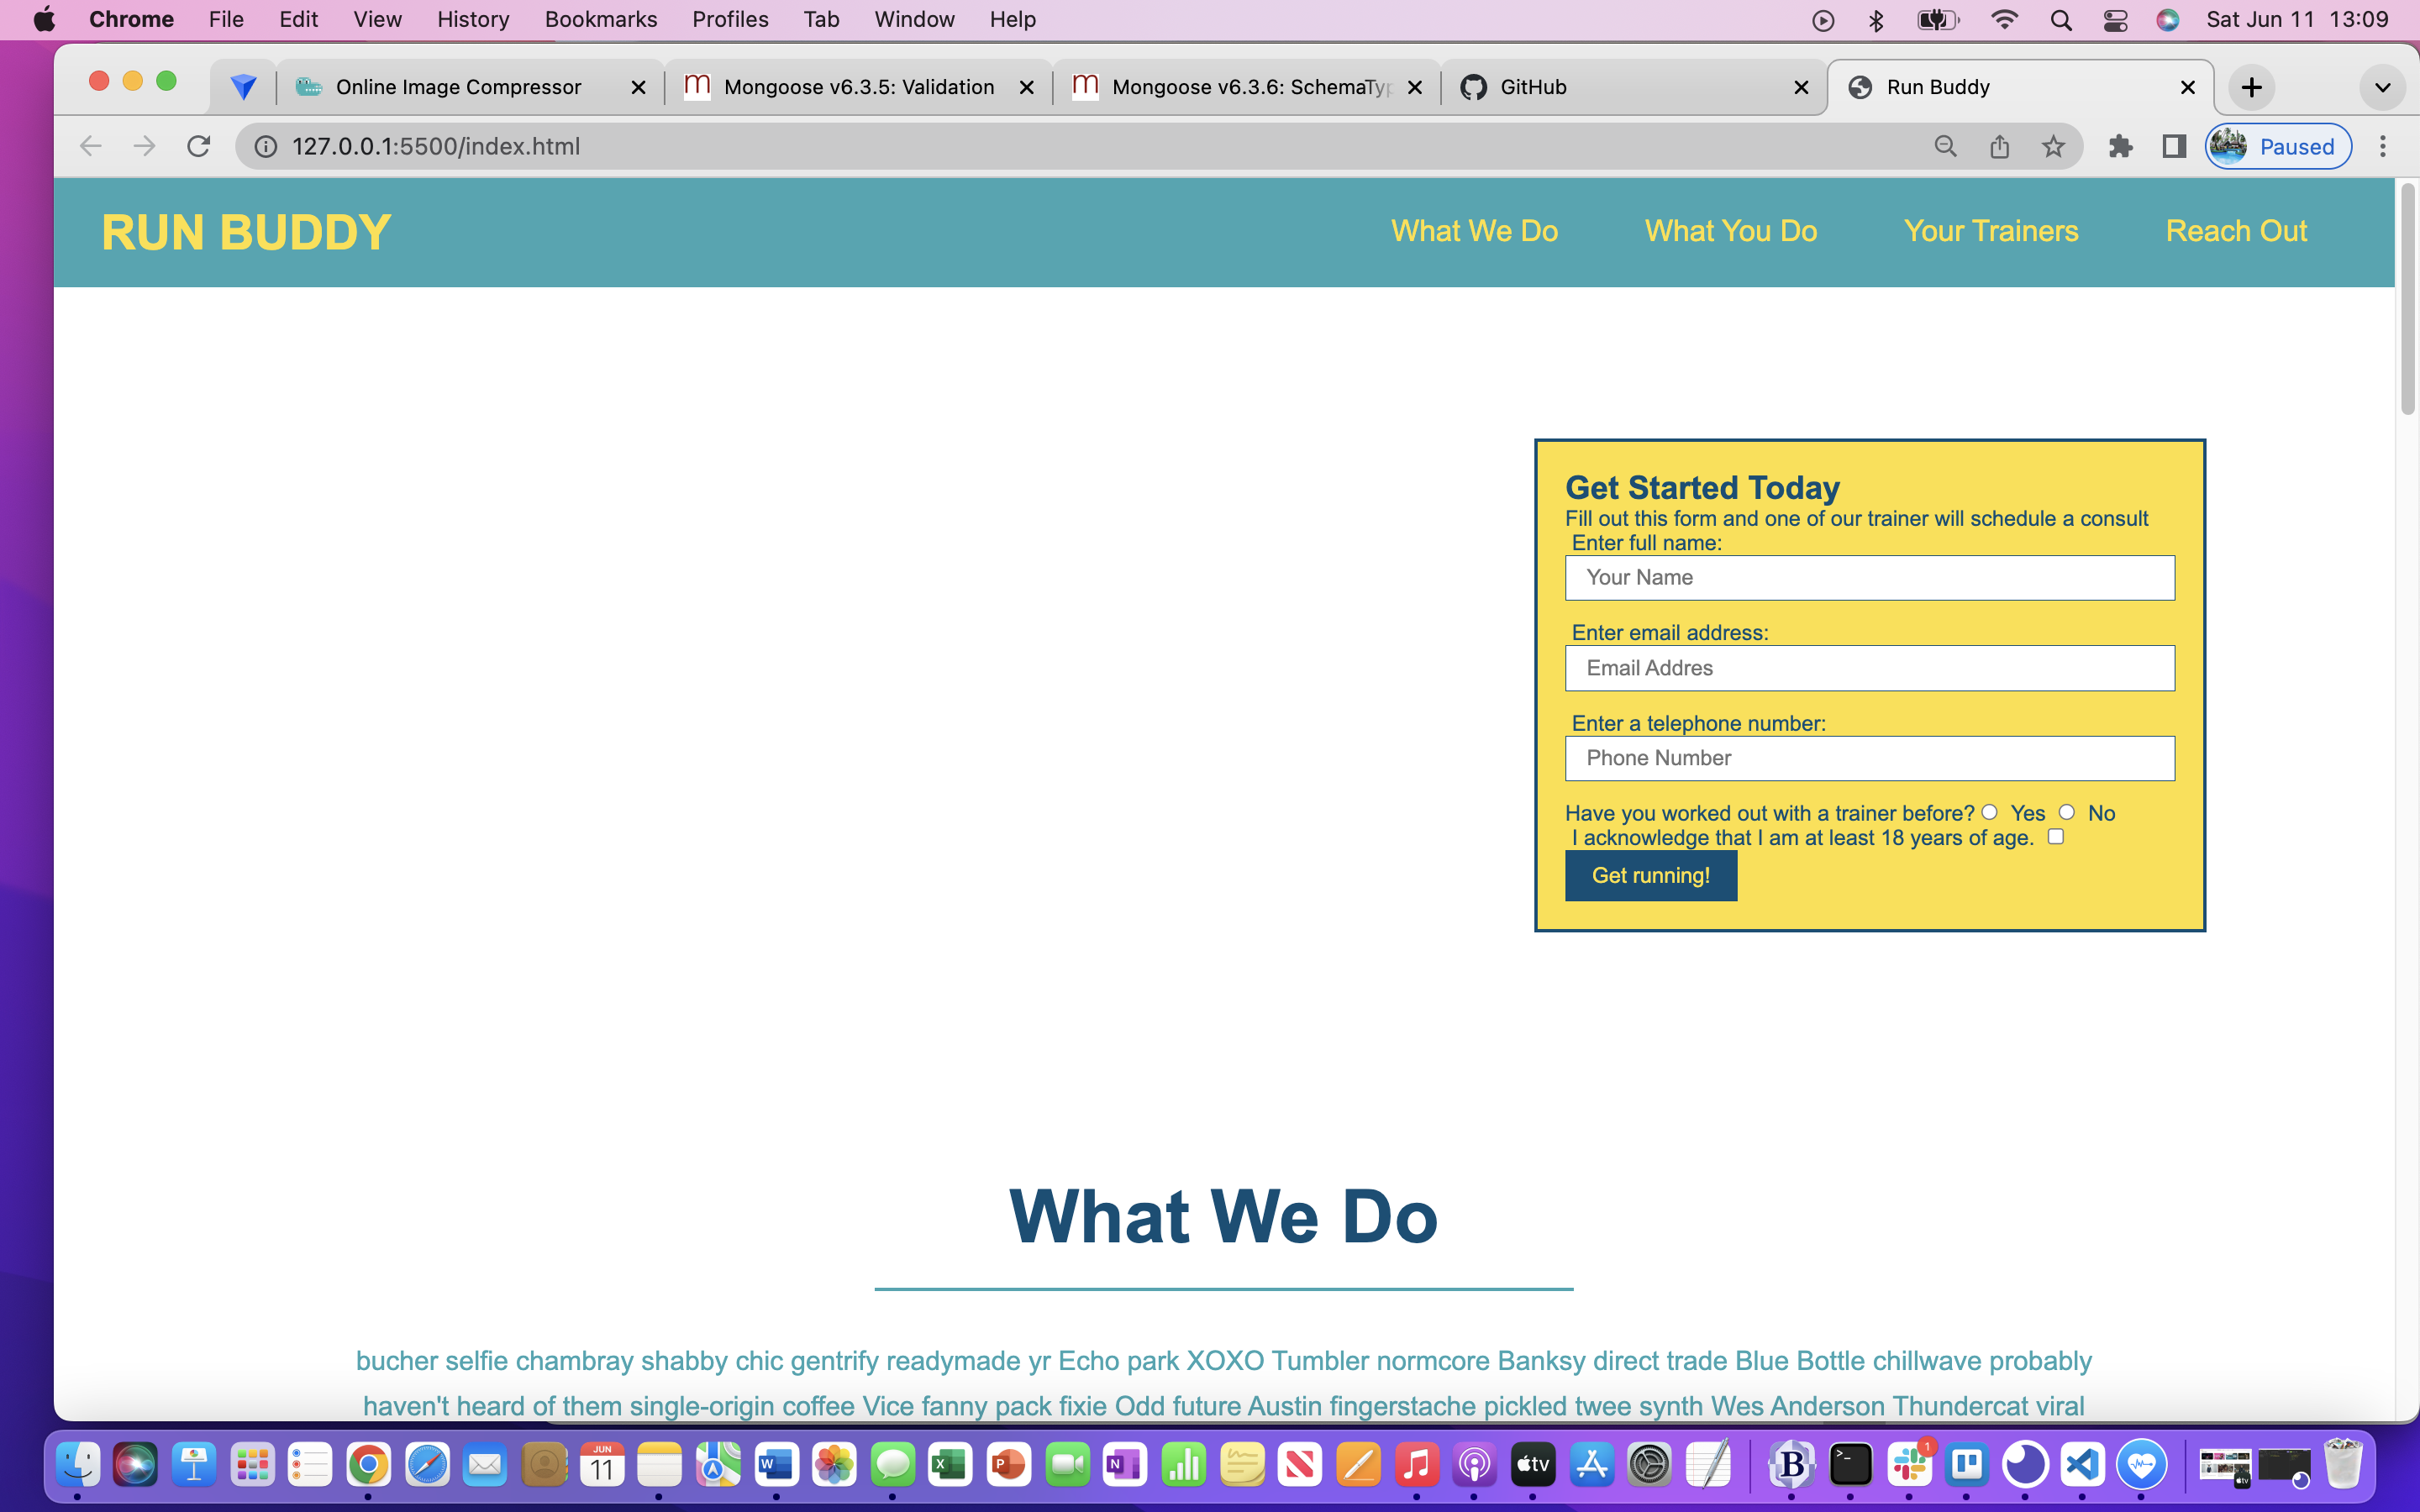 Chrome File Edit View History Bookmarks Profiles Tab Window Help Sat Jun 11 13:09
Online Image Compressor Mongoose v6.3.5: Validation Mongoose v6.3.6: SchemaTyp GitHub Run Buddy
127.0.0.1:5500/index.html Paused
RUN BUDDY What We Do What You Do Your Trainers Reach Out
Get Started Today
Fill out this form and one of our trainer will schedule a consult
Enter full name:
Your Name
Enter email address:
Email Addres
Enter a telephone number:
Phone Number
Have you worked out with a trainer before? Yes No
I acknowledge that I am at least 18 years of age.
Get running!
What We Do
bucher selfie chambray shabby chic gentrify readymade yr Echo park XOXO Tumbler normcore Banksy direct trade Blue Bottle chillwave probably
haven't heard of them single-origin coffee Vice fanny pack fixie Odd future Austin fingerstache pickled twee synth Wes Anderson Thundercat viral
JUN
11
W X P N tv B 1